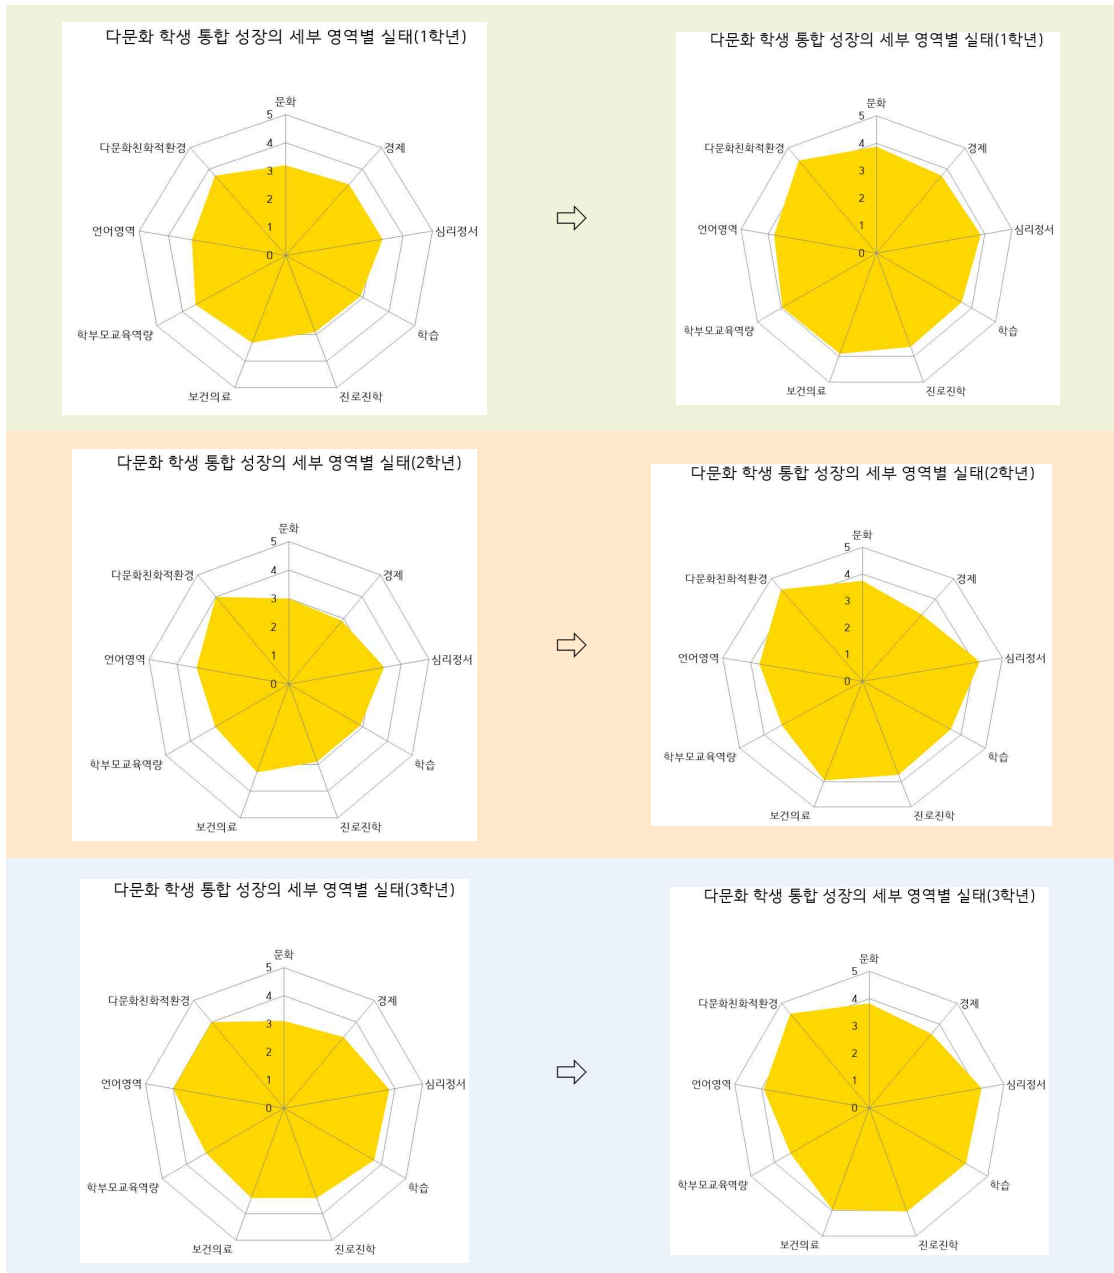 다문화 학생 통합 성장의 세부 영역별 실태(1학년)
문화
5
다문화친화적환경
경제
4
3
2
언어영역
심리정서
1
0
학부모교육역량
학습
보건의료
진로진학
⇨
다문화 학생 통합 성장의 세부 영역별 실태(1학년)
문화
5
다문화친화적환경
경제
4
3
2
언어영역
심리정서
1
0
학부모교육역량
학습
보건의료
진로진학
다문화 학생 통합 성장의 세부 영역별 실태(2학년)
문화
5
다문화친화적환경
경제
4
3
2
언어영역
심리정서
1
0
학부모교육역량
학습
보건의료
진로진학
⇨
다문화 학생 통합 성장의 세부 영역별 실태(2학년)
문화
5
다문화친화적환경
경제
4
3
2
언어영역
심리정서
1
0
학부모교육역량
학습
보건의료
진로진학
다문화 학생 통합 성장의 세부 영역별 실태(3학년)
문화
5
다문화친화적환경
경제
4
3
2
언어영역
심리정서
1
0
학부모교육역량
학습
보건의료
진로진학
⇨
다문화 학생 통합 성장의 세부 영역별 실태(3학년)
문화
5
다문화친화적환경
경제
4
3
2
언어영역
심리정서
1
0
학부모교육역량
학습
보건의료
진로진학